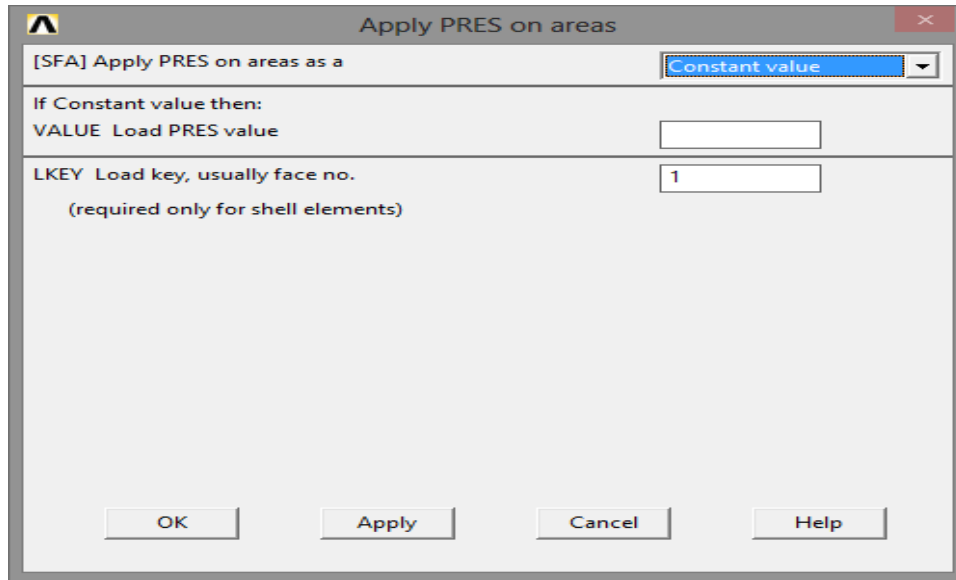 Apply PRES on areas
[SFA] Apply PRES on areas as a Constant value
If Constant value then:
VALUE Load PRES value
LKEY Load key, usually face no. 1
(required only for shell elements)
OK Apply Cancel Help